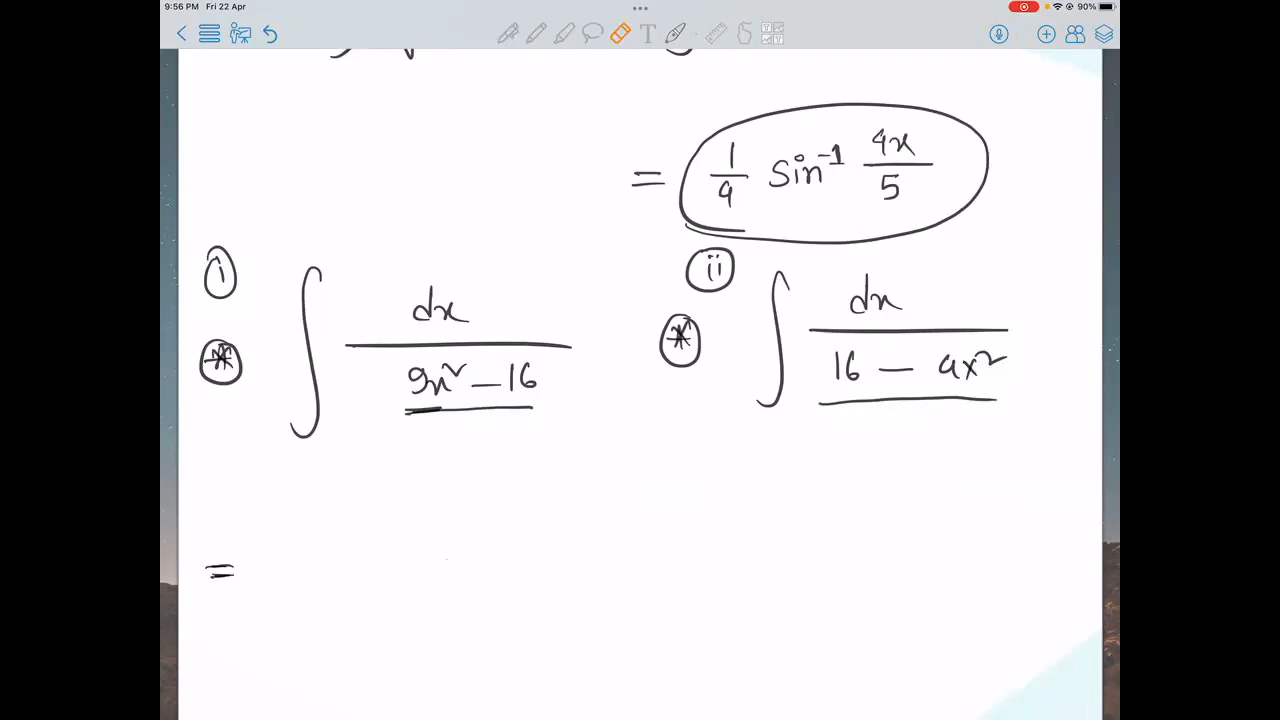 9:56 PM Fri 22 Apr
90%
T
= 1/4 Sin⁻¹ 4x/5
i
ii
* ∫ dx / 9x² − 16
* ∫ dx / 16 − 4x²
=